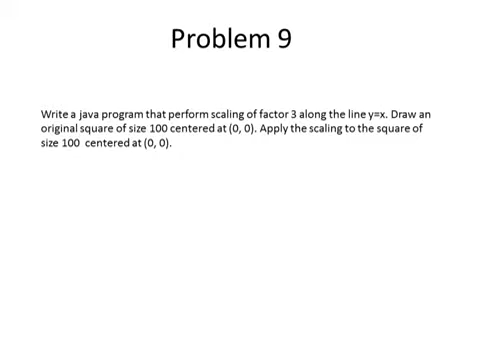 Problem 9
Write a java program that perform scaling of factor 3 along the line y=x. Draw an
original square of size 100 centered at (0, 0). Apply the scaling to the square of
size 100 centered at (0, 0).